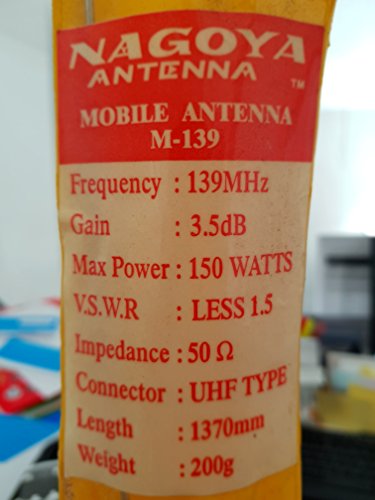 NAGOYA
ANTENNA
TM
MOBILE ANTENNA
M-139
Frequency : 139MHz
Gain : 3.5dB
Max Power : 150 WATTS
V.S.W.R : LESS 1.5
Impedance : 50 Ω
Connector : UHF TYPE
Length : 1370mm
Weight : 200g